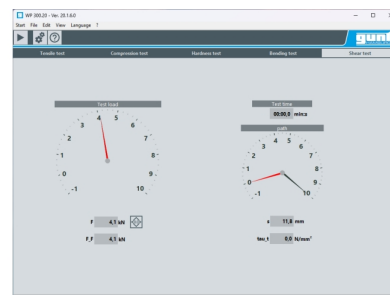 WP 300.20 - Ver. 20.1.6.0
Start File Edit View Language ?
gunt
Tensile test Compression test Hardness test Bending test Shear test
Test load
-1 0 1 2 3 4 5 6 7 8 9 10
F 4,1 kN
F_F 4,1 kN
Test time
00:00,0 min:s
path
-1 0 1 2 3 4 5 6 7 8 9 10
s 11,8 mm
tau_t 0,0 N/mm²